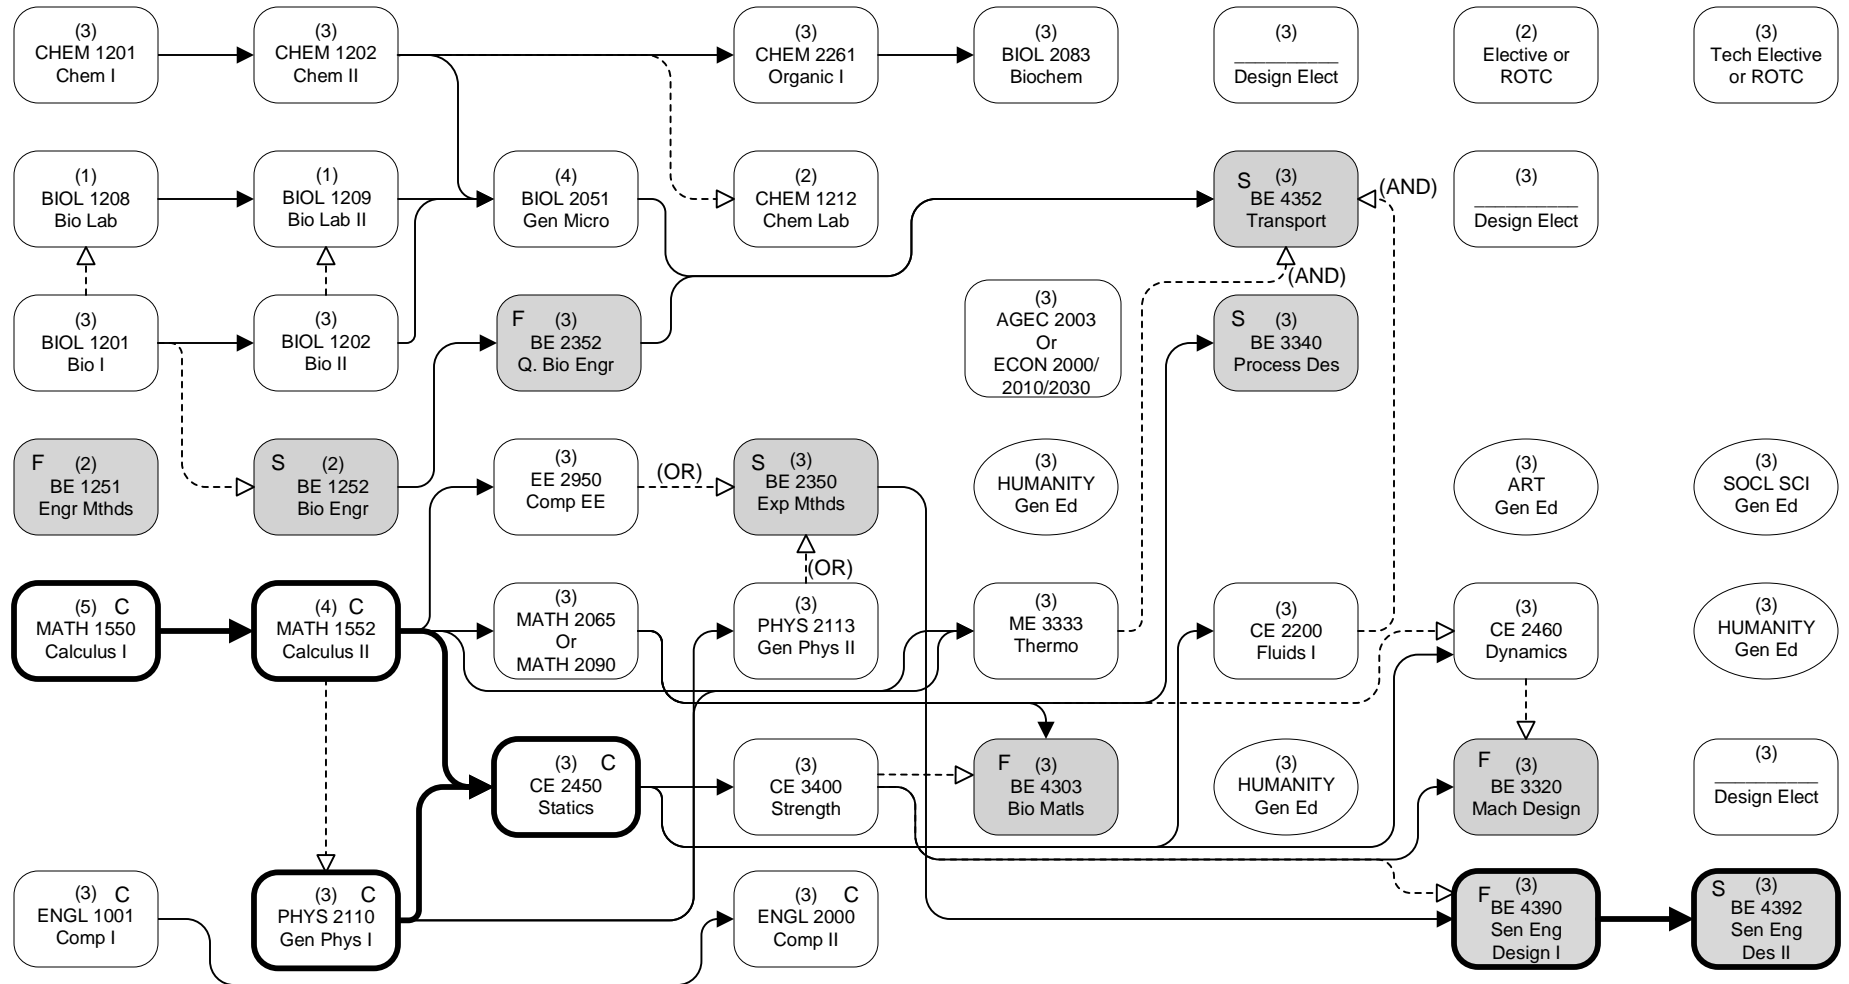 (3)
CHEM 1201
Chem I
(3)
CHEM 1202
Chem II
(3)
CHEM 2261
Organic I
(3)
BIOL 2083
Biochem
(3)
___________
Design Elect
(2)
Elective or
ROTC
(3)
Tech Elective
or ROTC
(1)
BIOL 1208
Bio Lab
(1)
BIOL 1209
Bio Lab II
(4)
BIOL 2051
Gen Micro
(2)
CHEM 1212
Chem Lab
S (3)
BE 4352
Transport
(AND)
(3)
___________
Design Elect
(AND)
(3)
BIOL 1201
Bio I
(3)
BIOL 1202
Bio II
F (3)
BE 2352
Q. Bio Engr
(3)
AGEC 2003
Or
ECON 2000/
2010/2030
S (3)
BE 3340
Process Des
F (2)
BE 1251
Engr Mthds
S (2)
BE 1252
Bio Engr
(3)
EE 2950
Comp EE
(OR)
S (3)
BE 2350
Exp Mthds
(3)
HUMANITY
Gen Ed
(3)
ART
Gen Ed
(3)
SOCL SCI
Gen Ed
(OR)
(5) C
MATH 1550
Calculus I
(4) C
MATH 1552
Calculus II
(3)
MATH 2065
Or
MATH 2090
(3)
PHYS 2113
Gen Phys II
(3)
ME 3333
Thermo
(3)
CE 2200
Fluids I
(3)
CE 2460
Dynamics
(3)
HUMANITY
Gen Ed
(3) C
CE 2450
Statics
(3)
CE 3400
Strength
F (3)
BE 4303
Bio Matls
(3)
HUMANITY
Gen Ed
F (3)
BE 3320
Mach Design
(3)
___________
Design Elect
(3) C
ENGL 1001
Comp I
(3) C
PHYS 2110
Gen Phys I
(3) C
ENGL 2000
Comp II
F (3)
BE 4390
Sen Eng
Design I
S (3)
BE 4392
Sen Eng
Des II